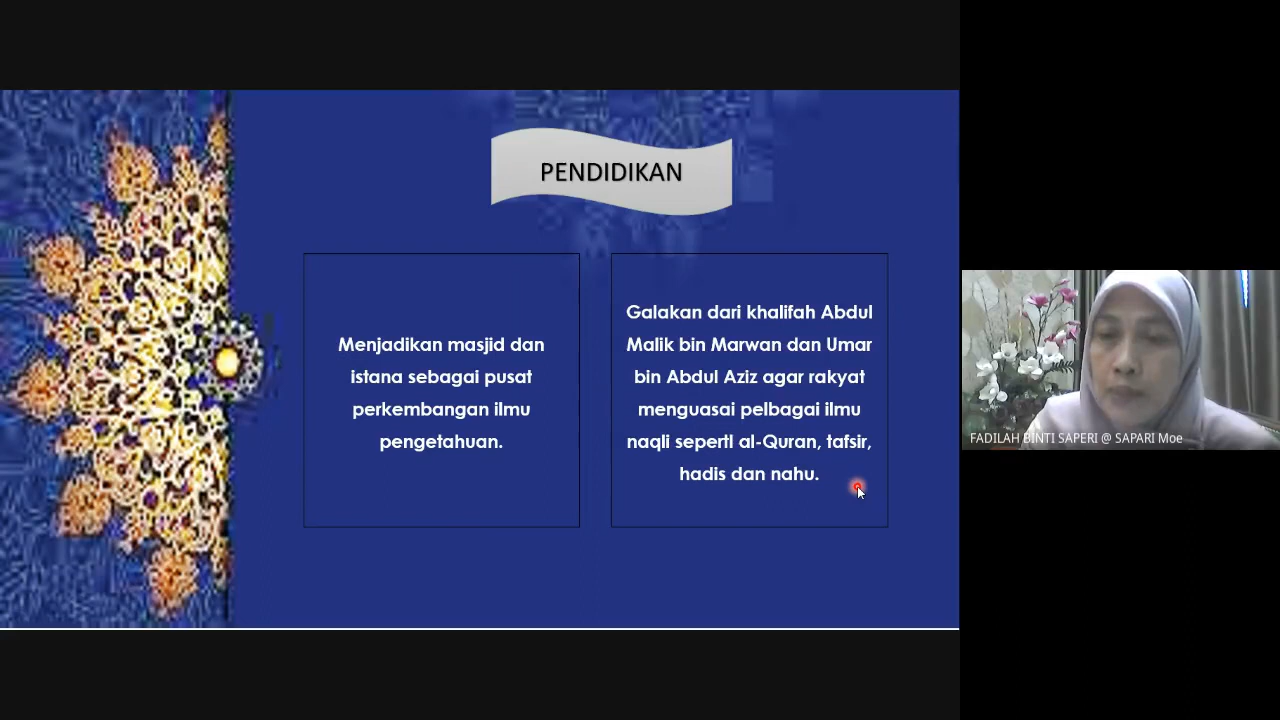 PENDIDIKAN
Menjadikan masjid dan
istana sebagai pusat
perkembangan ilmu
pengetahuan.
Galakan dari khalifah Abdul
Malik bin Marwan dan Umar
bin Abdul Aziz agar rakyat
menguasai pelbagai ilmu
naqli seperti al-Quran, tafsir,
hadis dan nahu.
FADILAH BINTI SAPERI @ SAPARI Moe